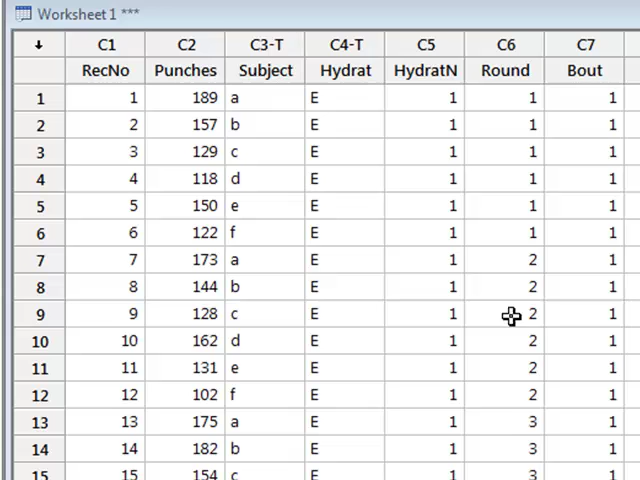 Worksheet 1 ***
C1 C2 C3-T C4-T C5 C6 C7
RecNo Punches Subject Hydrat HydratN Round Bout
1 1 189 a E 1 1 1
2 2 157 b E 1 1 1
3 3 129 c E 1 1 1
4 4 118 d E 1 1 1
5 5 150 e E 1 1 1
6 6 122 f E 1 1 1
7 7 173 a E 1 2 1
8 8 144 b E 1 2 1
9 9 128 c E 1 2 1
10 10 162 d E 1 2 1
11 11 131 e E 1 2 1
12 12 102 f E 1 2 1
13 13 175 a E 1 3 1
14 14 182 b E 1 3 1
15 15 154 c E 1 3 1